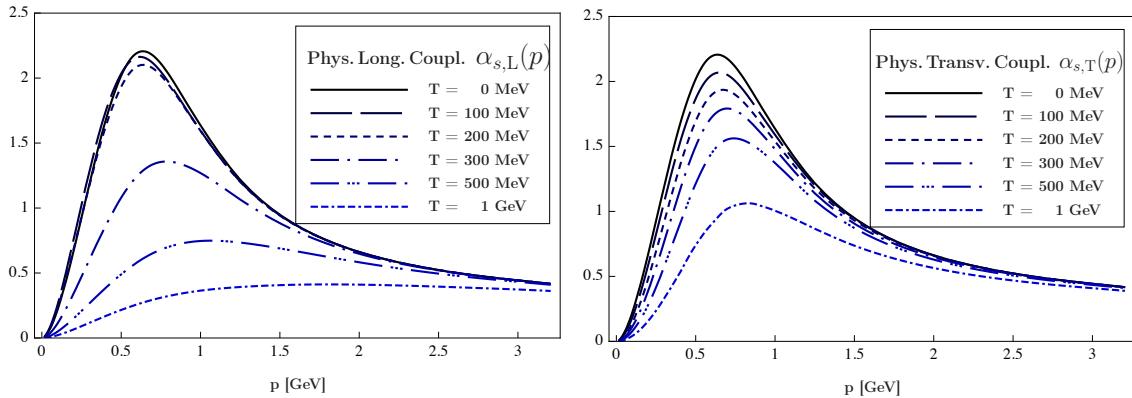 Phys. Long. Coupl. αs,L(p)
T = 0 MeV
T = 100 MeV
T = 200 MeV
T = 300 MeV
T = 500 MeV
T = 1 GeV
2.5
2
1.5
1
0.5
0
0 0.5 1 1.5 2 2.5 3
p [GeV]
Phys. Transv. Coupl. αs,T(p)
T = 0 MeV
T = 100 MeV
T = 200 MeV
T = 300 MeV
T = 500 MeV
T = 1 GeV
2.5
2
1.5
1
0.5
0
0 0.5 1 1.5 2 2.5 3
p [GeV]